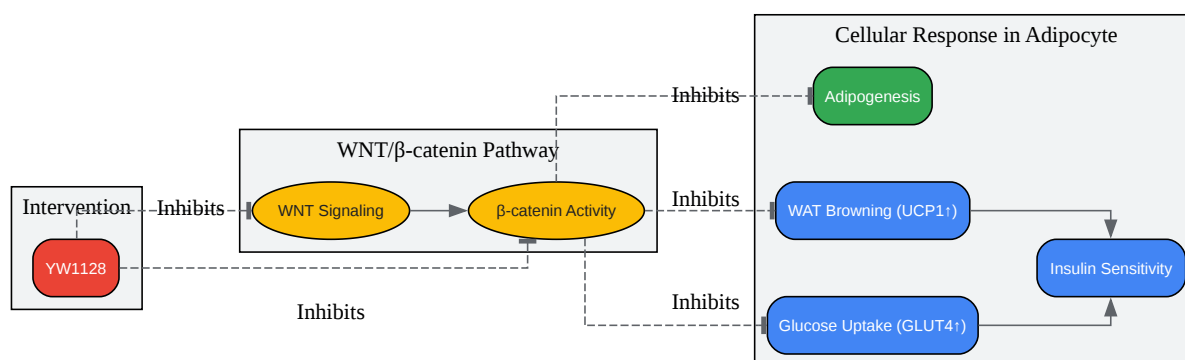 Cellular Response in Adipocyte
Inhibits
Adipogenesis
WNT/β-catenin Pathway
Intervention
Inhibits
WNT Signaling
β-catenin Activity
Inhibits
WAT Browning (UCP1↑)
YW1128
Insulin Sensitivity
Inhibits
Inhibits
Glucose Uptake (GLUT4↑)